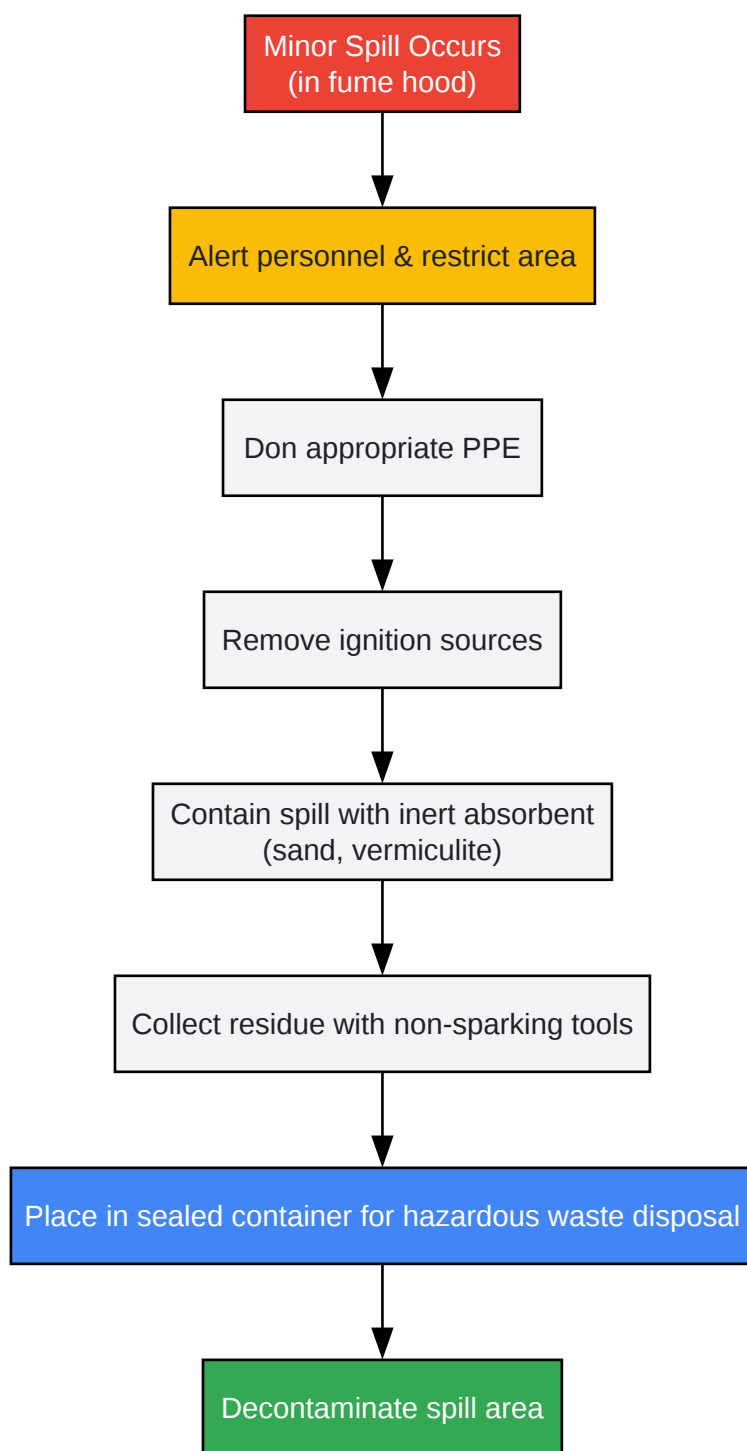 Minor Spill Occurs
(in fume hood)
Alert personnel & restrict area
Don appropriate PPE
Remove ignition sources
Contain spill with inert absorbent
(sand, vermiculite)
Collect residue with non-sparking tools
Place in sealed container for hazardous waste disposal
Decontaminate spill area